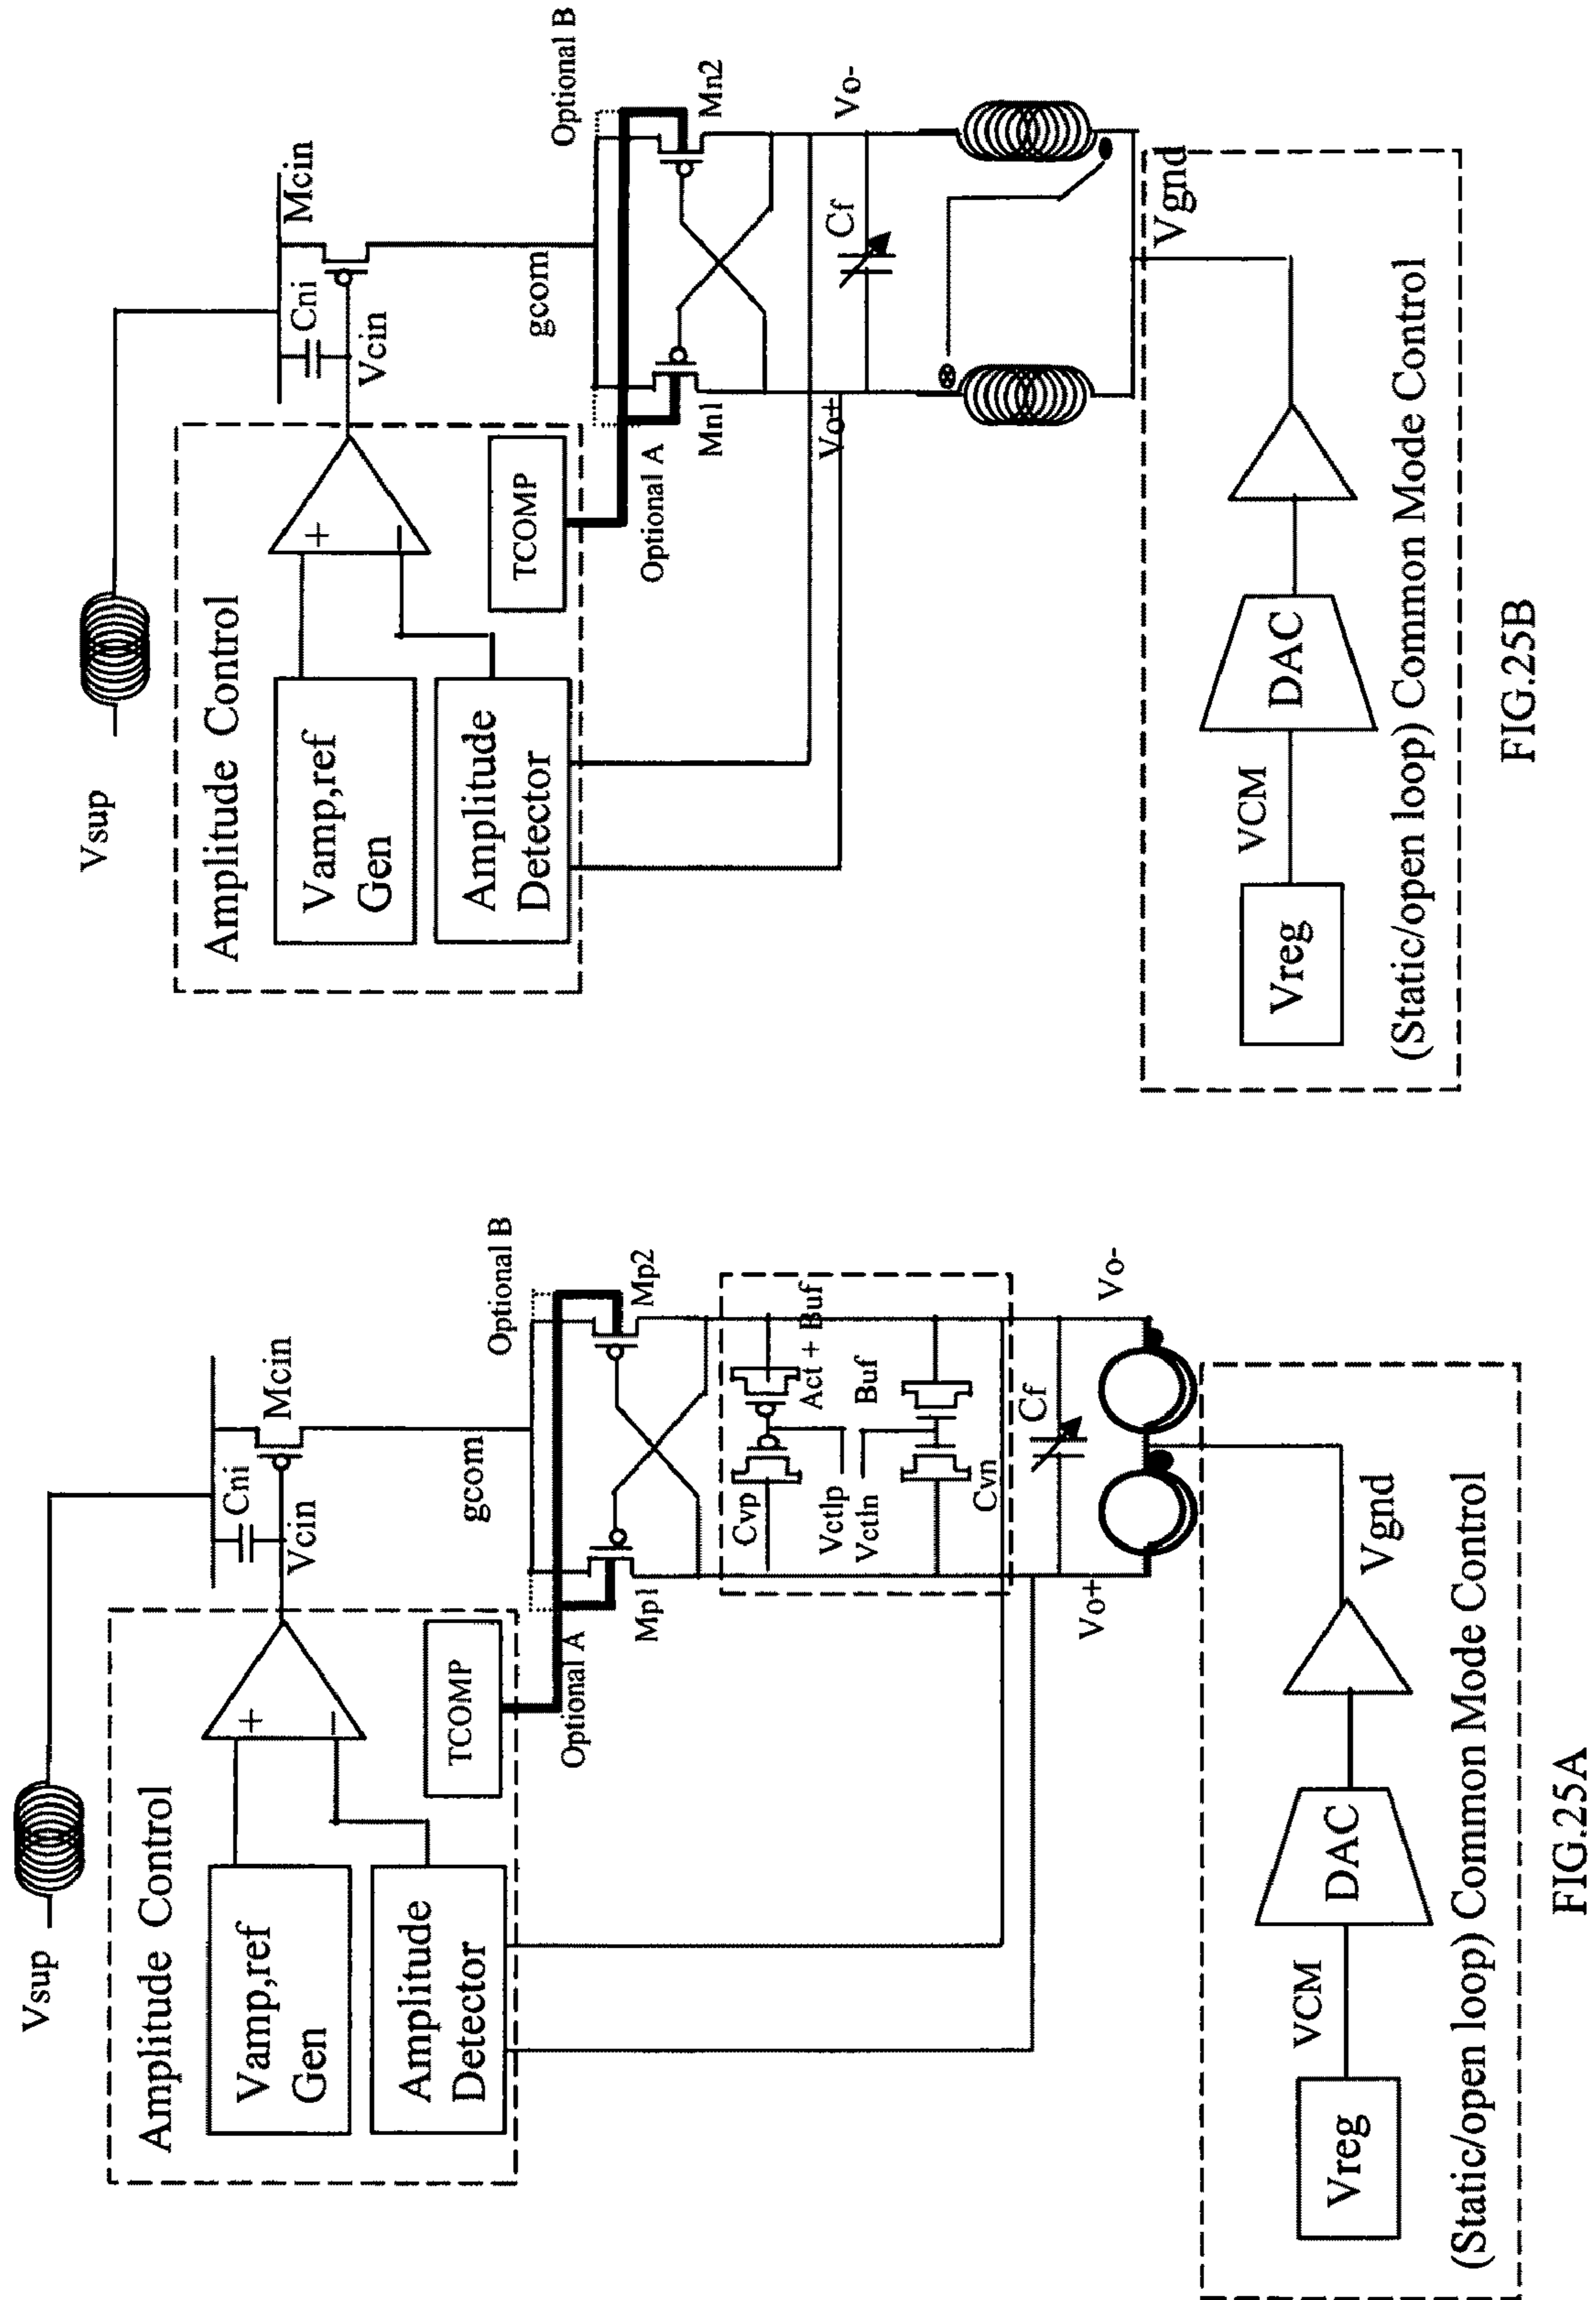 Vsup
Amplitude Control
Vamp,ref
Gen
Amplitude
Detector
+
−
TCOMP
Vcin
Cni
Mcin
gcom
Optional A
Optional B
Mp1
Mp2
Cvp
Act + Buf
Vctlp
Vctln
Buf
Cvn
Cf
Vo+
Vo-
Vgnd
Vreg
VCM
DAC
(Static/open loop) Common Mode Control
FIG.25A
Vsup
Amplitude Control
Vamp,ref
Gen
Amplitude
Detector
+
−
TCOMP
Vcin
Cni
Mcin
gcom
Optional A
Optional B
Mn1
Mn2
Cf
Vo+
Vo-
Vgnd
Vreg
VCM
DAC
(Static/open loop) Common Mode Control
FIG.25B